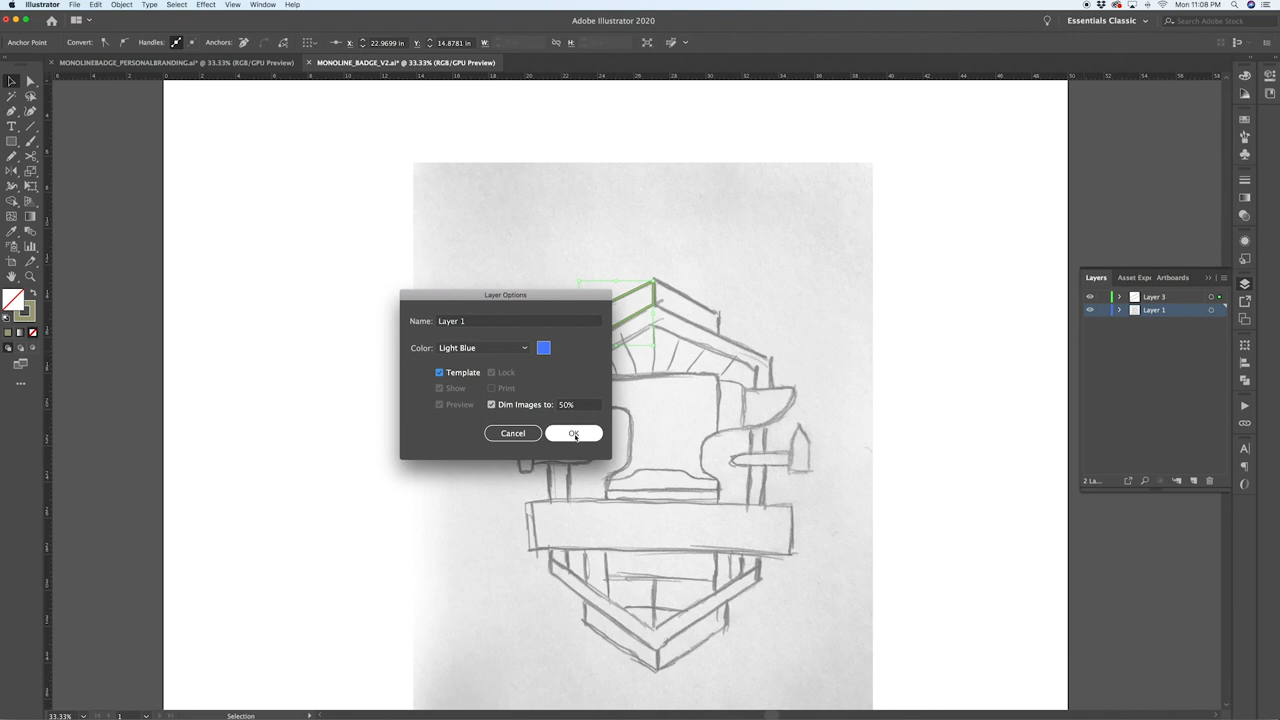 Illustrator File Edit Object Type Select Effect View Window Help Mon 11:08 PM
Adobe Illustrator 2020 Essentials Classic Search Adobe Stock
Anchor Point Convert: Handles: Anchors: X: 22.9699 in Y: 14.8781 in W: H:
MONOLINEBADGE_PERSONALBRANDING.ai* @ 33.33% (RGB/GPU Preview) MONOLINE_BADGE_V2.ai* @ 33.33% (RGB/GPU Preview)
Layers Asset Exp Artboards
Layer 3
Layer 1
Layer Options
Name: Layer 1
Color: Light Blue
Template Lock
Show Print
Preview Dim Images to: 50%
Cancel OK
2 La...
33.33% 1 Selection